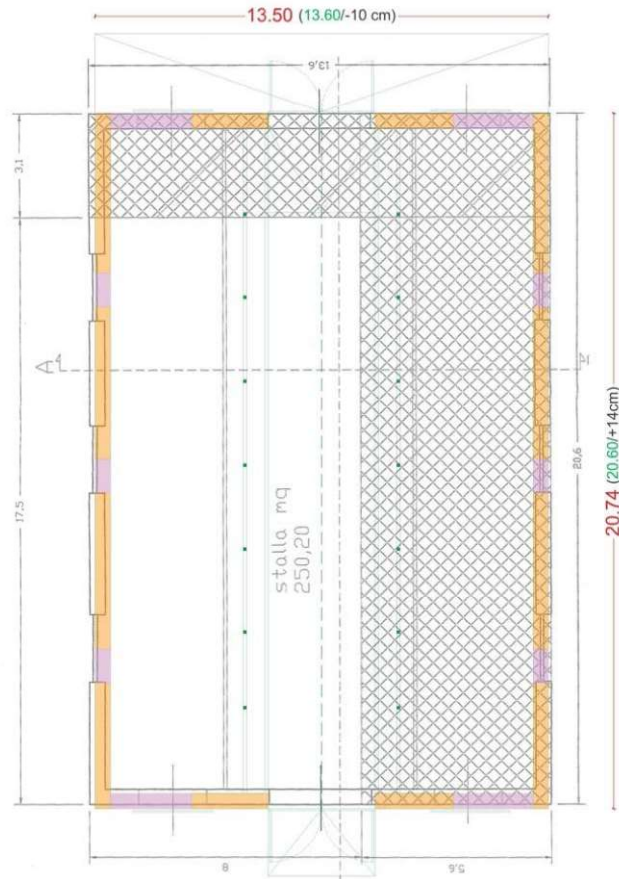 13.50 (13.60/-10 cm)
13,6
3,1
A
17,5
stalla mq
250,20
20,6
20.74 (20.60/+14cm)
8
5,6